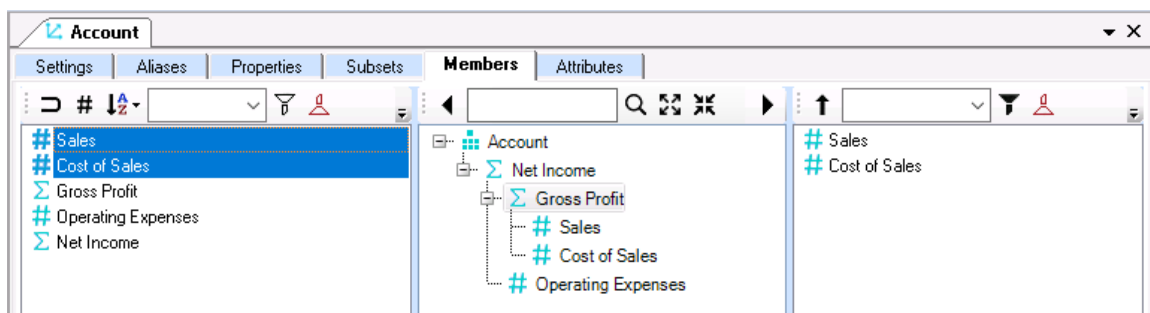 Account
Settings Aliases Properties Subsets Members Attributes
Sales
Cost of Sales
Gross Profit
Operating Expenses
Net Income
Account
Net Income
Gross Profit
Sales
Cost of Sales
Operating Expenses
Sales
Cost of Sales